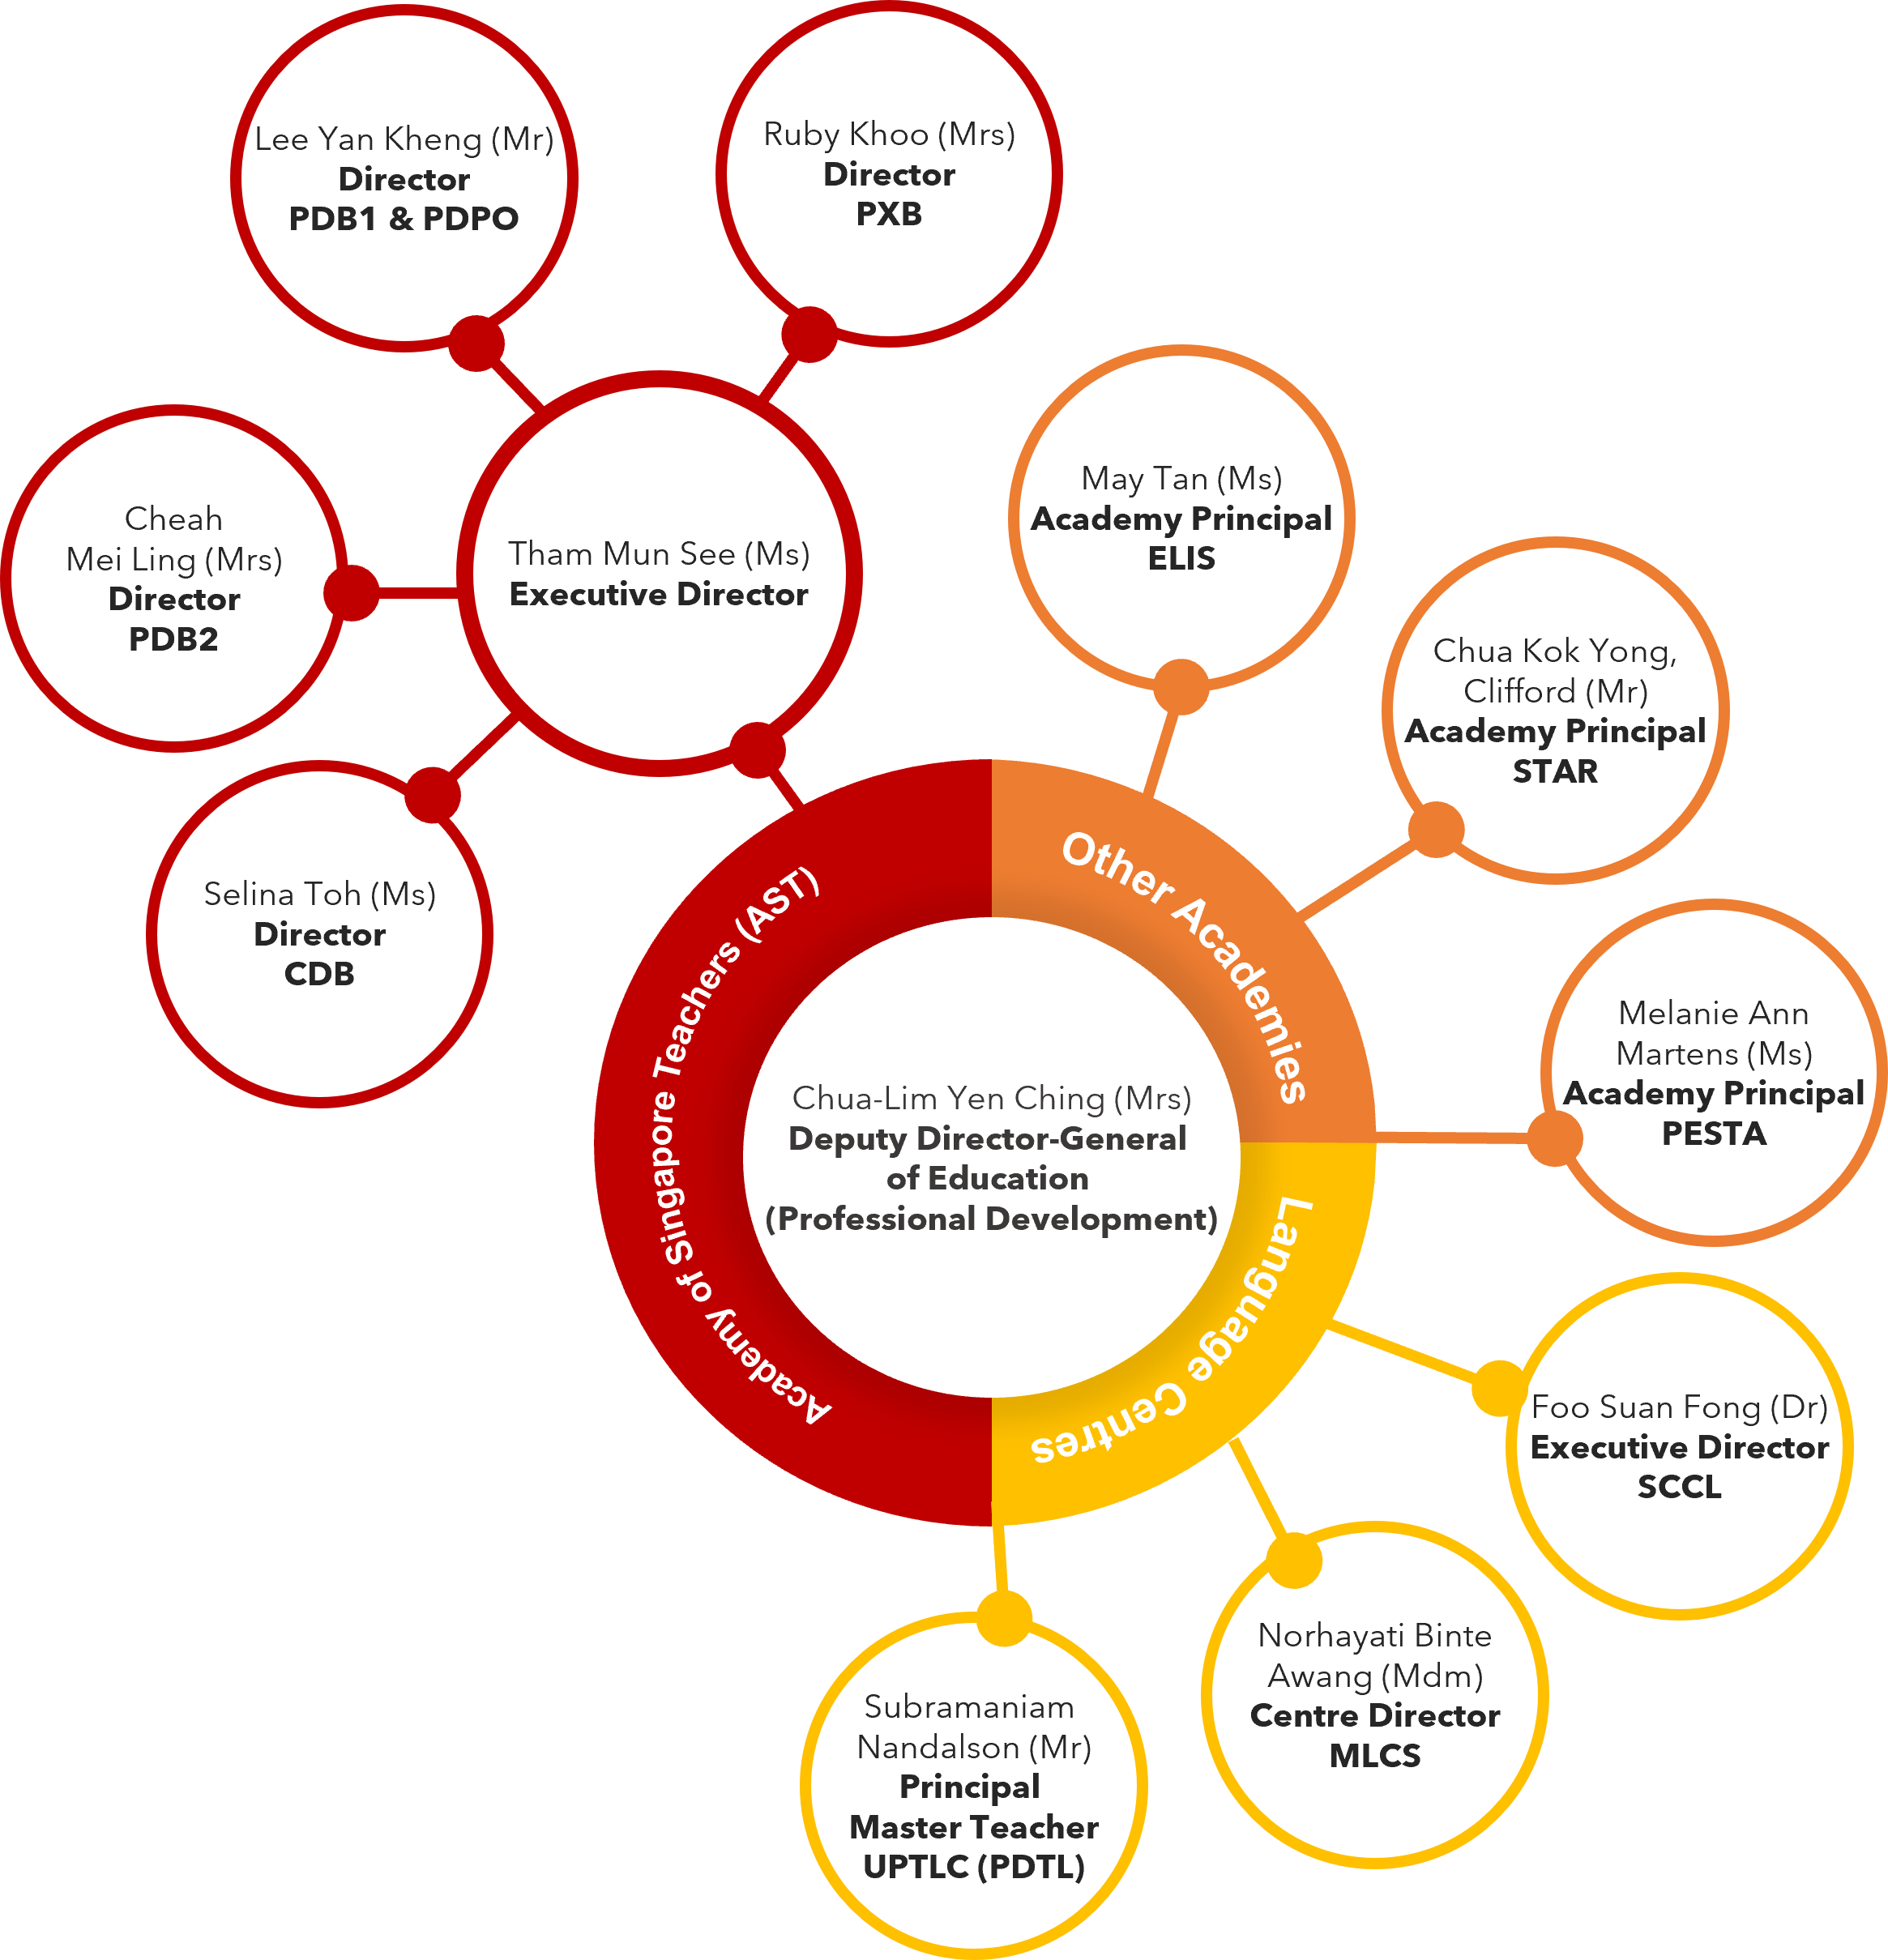 Lee Yan Kheng (Mr)
Director
PDB1 & PDPO
Ruby Khoo (Mrs)
Director
PXB
Cheah
Mei Ling (Mrs)
Director
PDB2
Tham Mun See (Ms)
Executive Director
May Tan (Ms)
Academy Principal
ELIS
Chua Kok Yong,
Clifford (Mr)
Academy Principal
STAR
Selina Toh (Ms)
Director
CDB
Academy of Singapore Teachers (AST)
Other Academies
Language Centres
Chua-Lim Yen Ching (Mrs)
Deputy Director-General
of Education
(Professional Development)
Melanie Ann
Martens (Ms)
Academy Principal
PESTA
Foo Suan Fong (Dr)
Executive Director
SCCL
Norhayati Binte
Awang (Mdm)
Centre Director
MLCS
Subramaniam
Nandalson (Mr)
Principal
Master Teacher
UPTLC (PDTL)